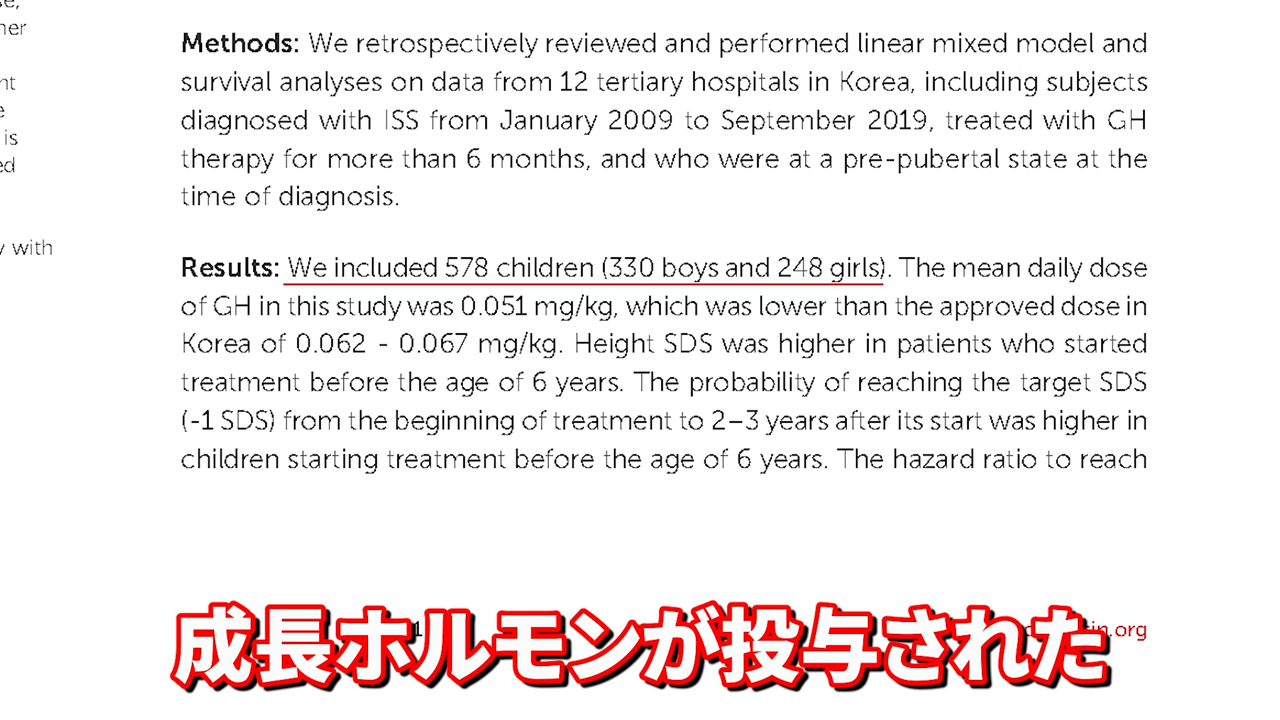 her
nt
is
ed
with
Methods: We retrospectively reviewed and performed linear mixed model and
survival analyses on data from 12 tertiary hospitals in Korea, including subjects
diagnosed with ISS from January 2009 to September 2019, treated with GH
therapy for more than 6 months, and who were at a pre-pubertal state at the
time of diagnosis.
Results: We included 578 children (330 boys and 248 girls). The mean daily dose
of GH in this study was 0.051 mg/kg, which was lower than the approved dose in
Korea of 0.062 - 0.067 mg/kg. Height SDS was higher in patients who started
treatment before the age of 6 years. The probability of reaching the target SDS
(-1 SDS) from the beginning of treatment to 2–3 years after its start was higher in
children starting treatment before the age of 6 years. The hazard ratio to reach
成長ホルモンが投与された